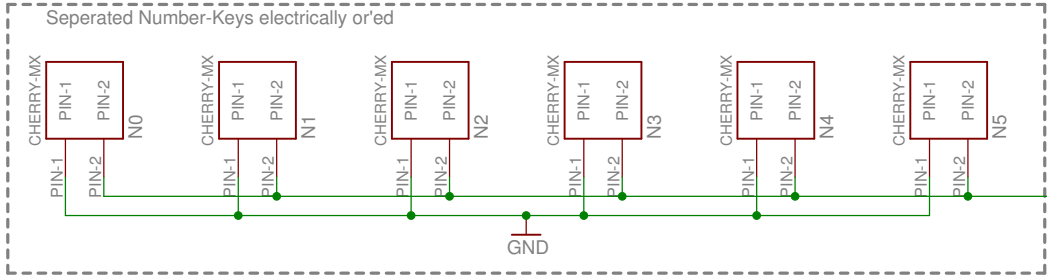 Seperated Number-Keys electrically or'ed
CHERRY-MX
PIN-1
PIN-2
N0
PIN-1
PIN-2
CHERRY-MX
PIN-1
PIN-2
N1
PIN-1
PIN-2
CHERRY-MX
PIN-1
PIN-2
N2
PIN-1
PIN-2
CHERRY-MX
PIN-1
PIN-2
N3
PIN-1
PIN-2
CHERRY-MX
PIN-1
PIN-2
N4
PIN-1
PIN-2
CHERRY-MX
PIN-1
PIN-2
N5
PIN-1
PIN-2
GND